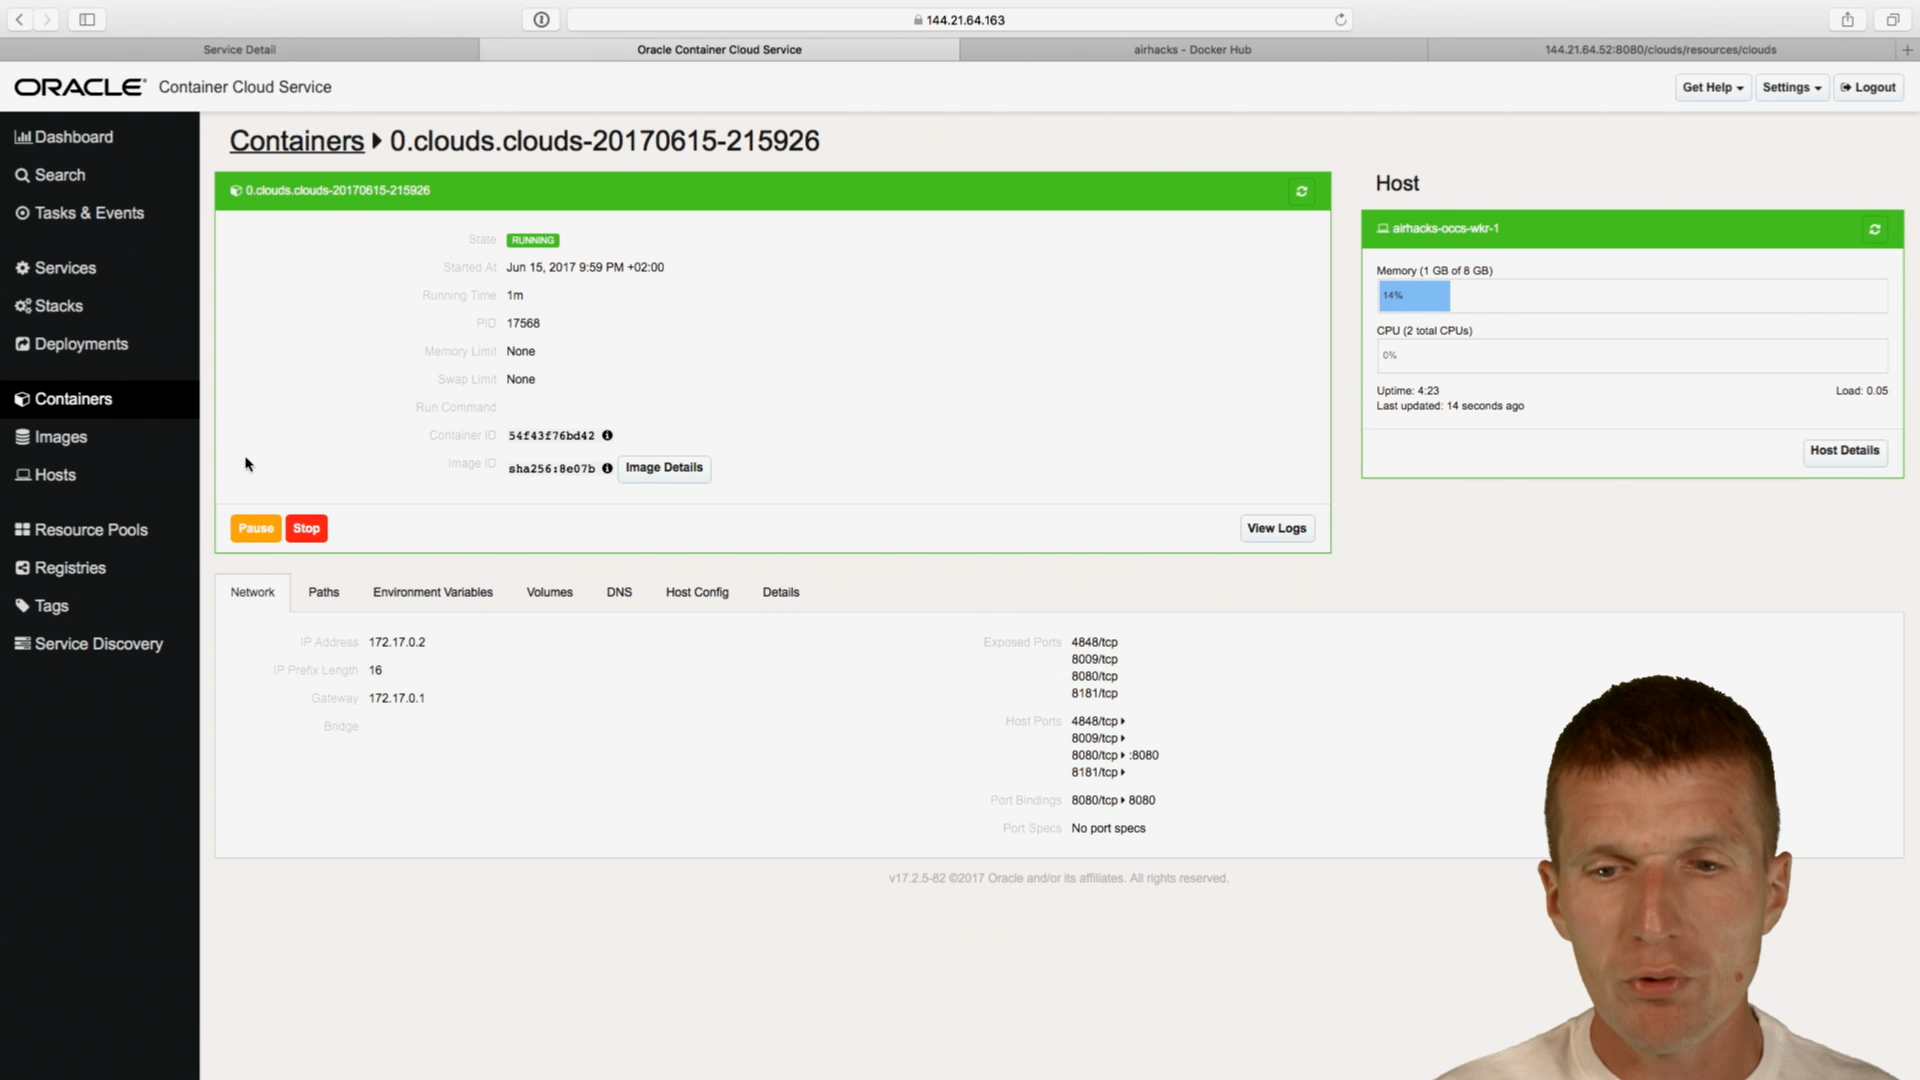 144.21.64.163
Service Detail
Oracle Container Cloud Service
airhacks - Docker Hub
144.21.64.52:8080/clouds/resources/clouds
ORACLE Container Cloud Service
Get Help
Settings
Logout
Dashboard
Search
Tasks & Events
Services
Stacks
Deployments
Containers
Images
Hosts
Resource Pools
Registries
Tags
Service Discovery
Containers 0.clouds.clouds-20170615-215926
0.clouds.clouds-20170615-215926
State RUNNING
Started At Jun 15, 2017 9:59 PM +02:00
Running Time 1m
PID 17568
Memory Limit None
Swap Limit None
Run Command
Container ID 54f43f76bd42
Image ID sha256:8e07b Image Details
Pause Stop
View Logs
Host
airhacks-occs-wkr-1
Memory (1 GB of 8 GB)
14%
CPU (2 total CPUs)
0%
Uptime: 4:23 Load: 0.05
Last updated: 14 seconds ago
Host Details
Network Paths Environment Variables Volumes DNS Host Config Details
IP Address 172.17.0.2
IP Prefix Length 16
Gateway 172.17.0.1
Bridge
Exposed Ports 4848/tcp
8009/tcp
8080/tcp
8181/tcp
Host Ports 4848/tcp
8009/tcp
8080/tcp :8080
8181/tcp
Port Bindings 8080/tcp 8080
Port Specs No port specs
v17.2.5-82 ©2017 Oracle and/or its affiliates. All rights reserved.